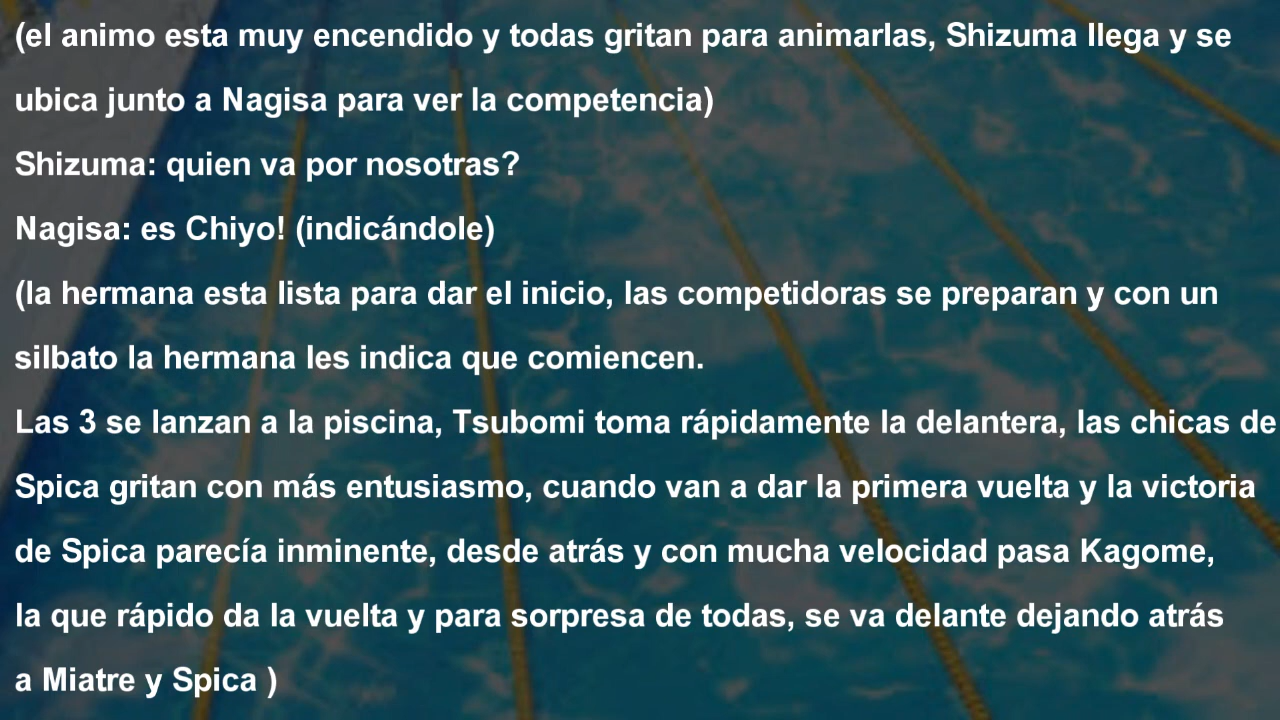 (el animo esta muy encendido y todas gritan para animarlas, Shizuma llega y se
ubica junto a Nagisa para ver la competencia)
Shizuma: quien va por nosotras?
Nagisa: es Chiyo! (indicándole)
(la hermana esta lista para dar el inicio, las competidoras se preparan y con un
silbato la hermana les indica que comiencen.
Las 3 se lanzan a la piscina, Tsubomi toma rápidamente la delantera, las chicas de
Spica gritan con más entusiasmo, cuando van a dar la primera vuelta y la victoria
de Spica parecía inminente, desde atrás y con mucha velocidad pasa Kagome,
la que rápido da la vuelta y para sorpresa de todas, se va delante dejando atrás
a Miatre y Spica )